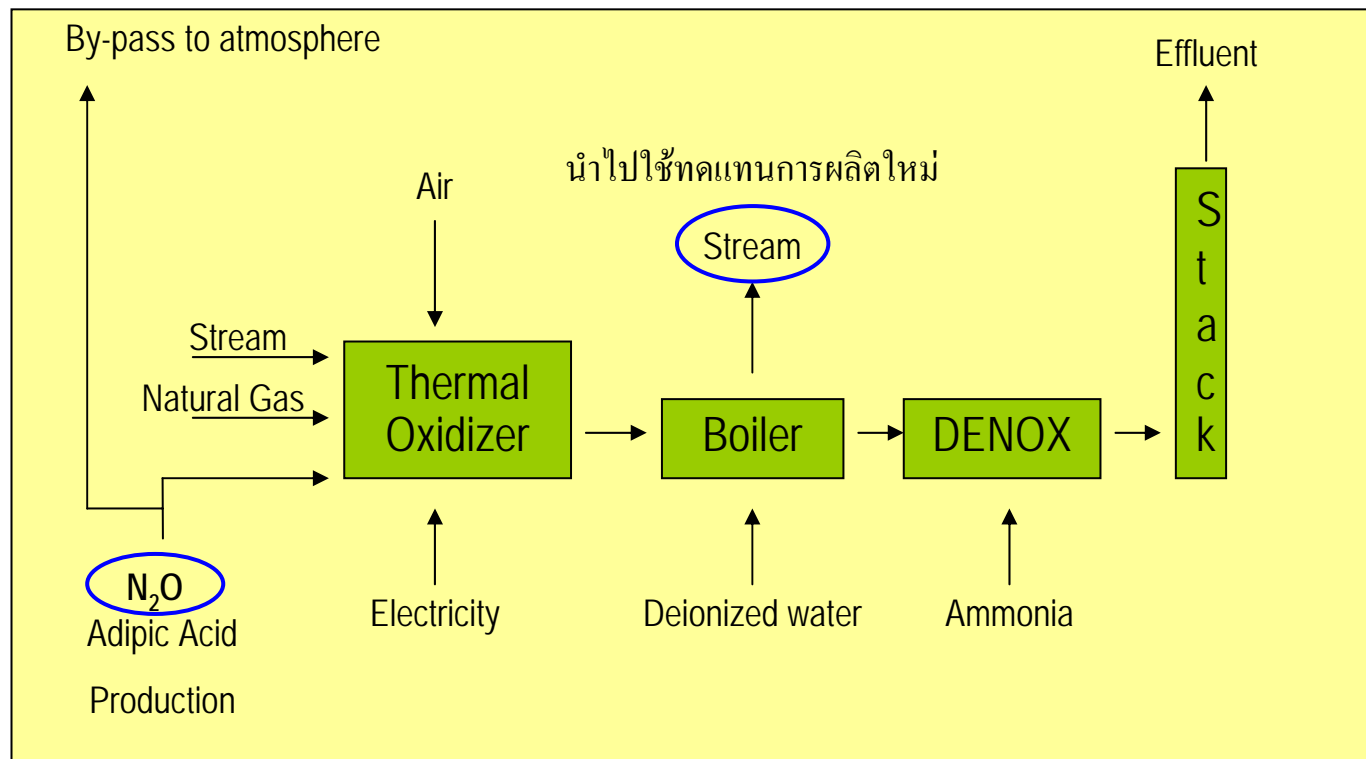 By-pass to atmosphere
Effluent
นำไปใช้ทดแทนการผลิตใหม่
Air
Stream
Stream
Natural Gas
Thermal
Oxidizer
Boiler
DENOX
Stack
N₂O
Adipic Acid
Production
Electricity
Deionized water
Ammonia